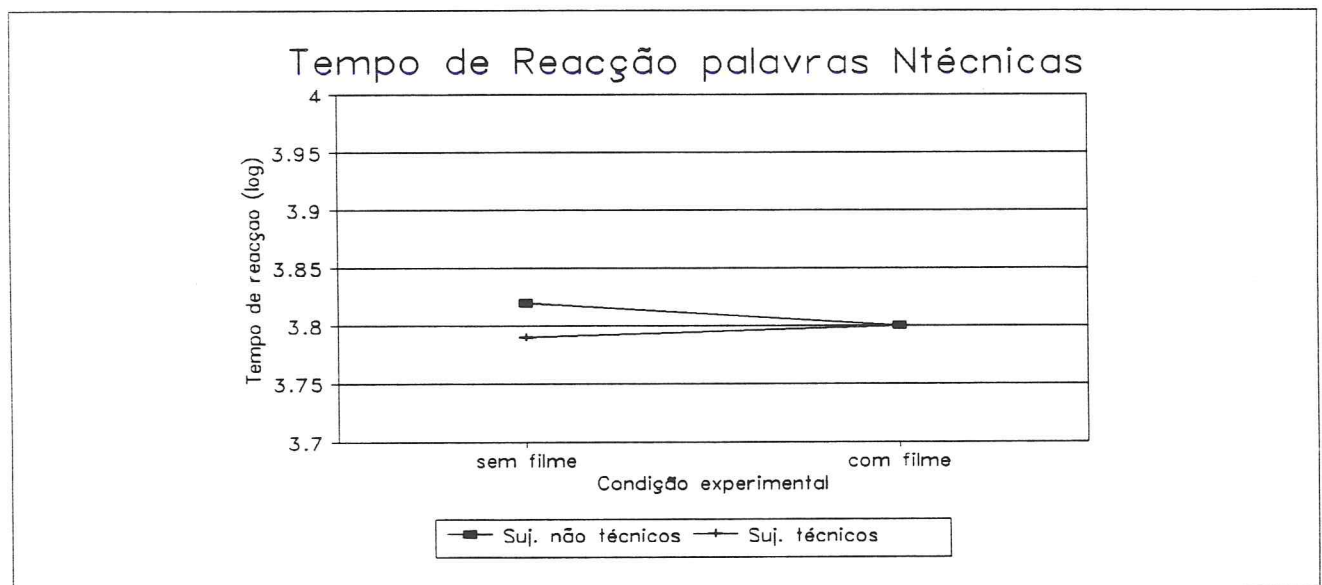 Tempo de Reacção palavras Ntécnicas
4
3.95
3.9
3.85
3.8
3.75
3.7
Tempo de reacçao (log)
sem filme
com filme
Condição experimental
Suj. não técnicos
Suj. técnicos